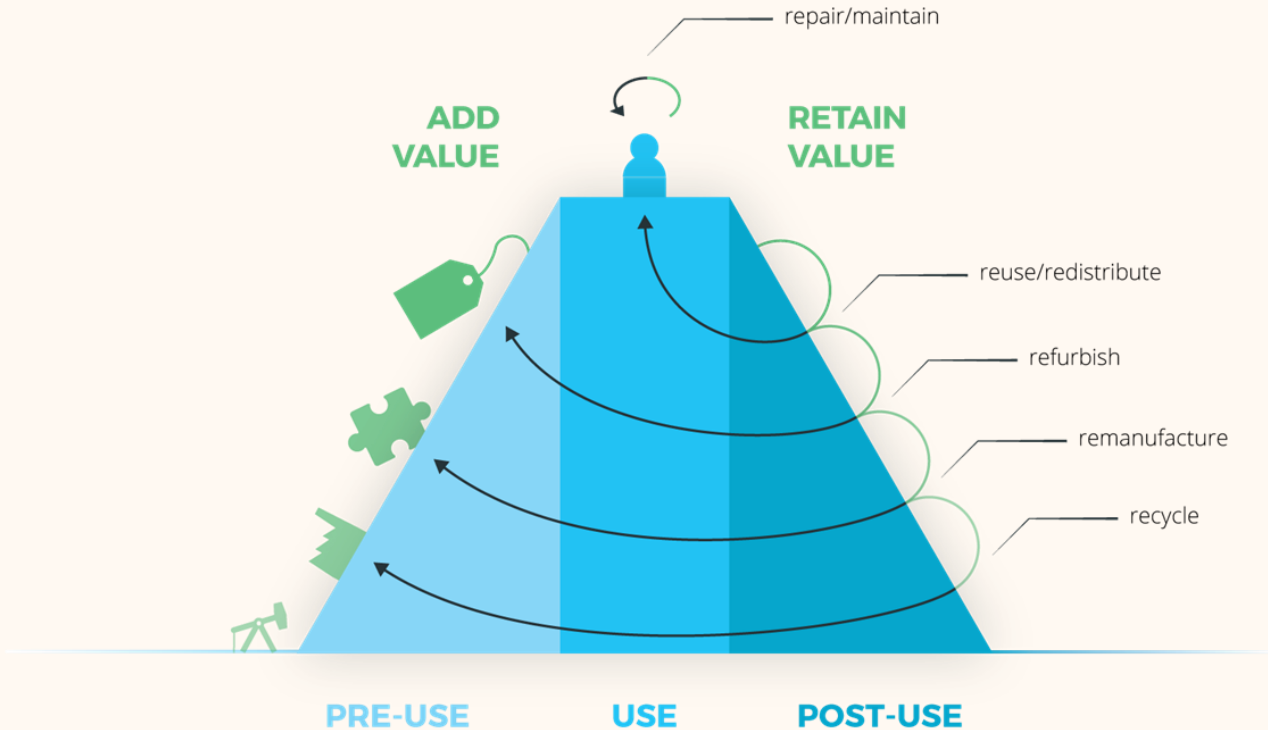 repair/maintain
ADD
VALUE
RETAIN
VALUE
reuse/redistribute
refurbish
remanufacture
recycle
PRE-USE
USE
POST-USE